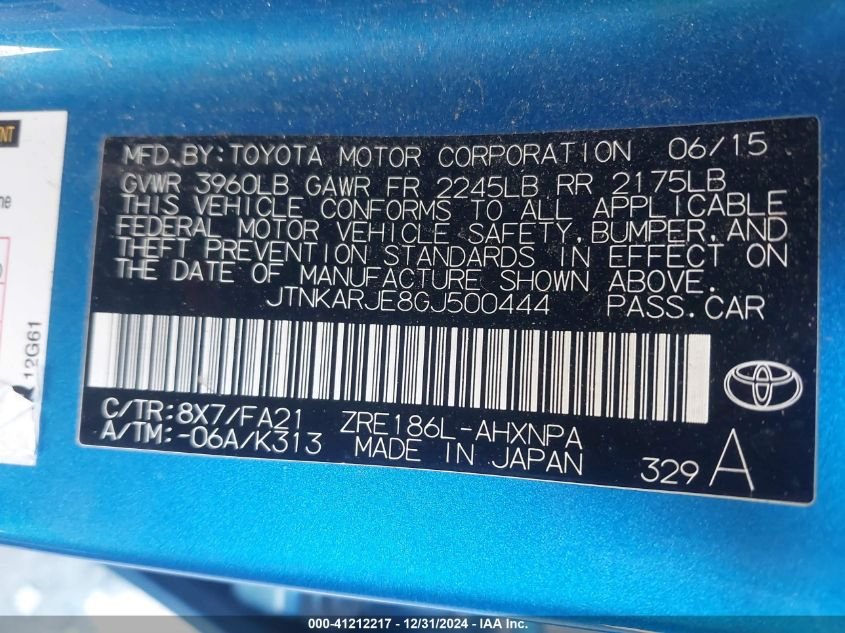 MFD. BY: TOYOTA MOTOR CORPORATION 06/15
GVWR 3960LB GAWR FR 2245LB RR 2175LB
THIS VEHICLE CONFORMS TO ALL APPLICABLE
FEDERAL MOTOR VEHICLE SAFETY, BUMPER, AND
THEFT PREVENTION STANDARDS IN EFFECT ON
THE DATE OF MANUFACTURE SHOWN ABOVE.
JTNKARJE8GJ500444 PASS. CAR
C/TR: 8X7/FA21 ZRE186L-AHXNPA
A/TM: -06A/K313 MADE IN JAPAN
329 A
12G61
000-41212217 - 12/31/2024 - IAA Inc.